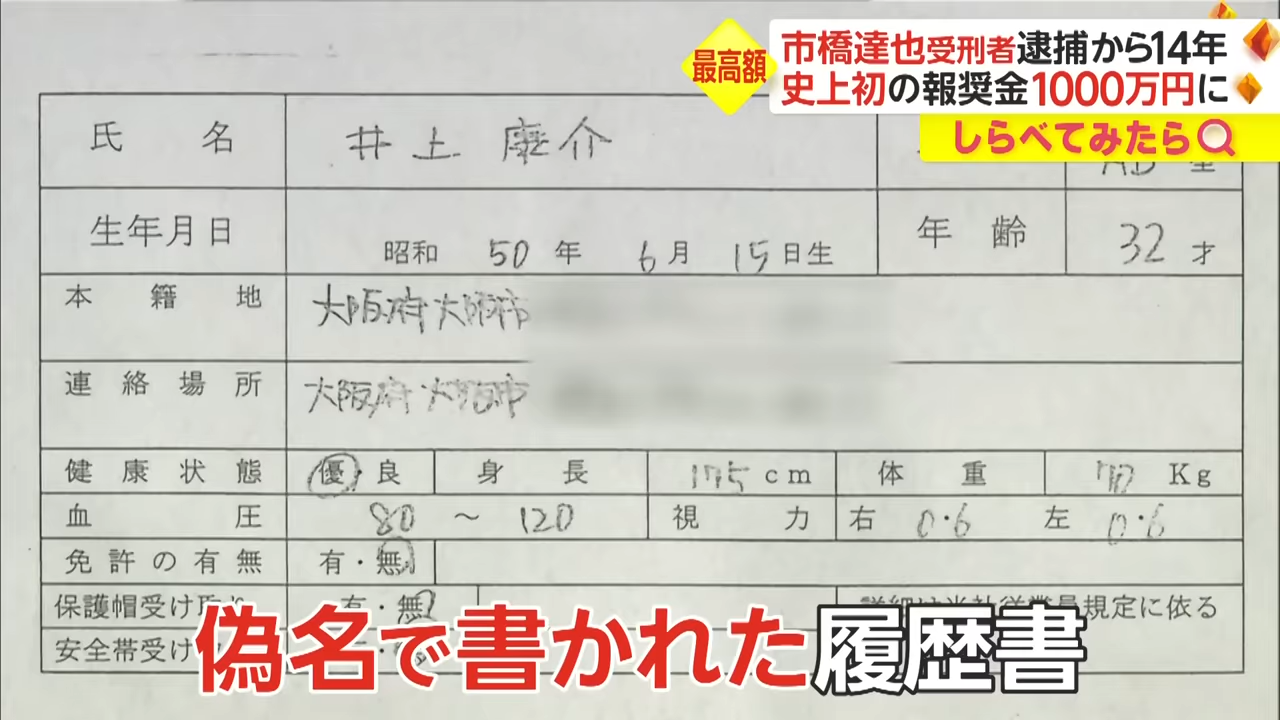 最高額
市橋達也受刑者逮捕から14年
史上初の報奨金1000万円に
しらべてみたら
氏名 井上康介
AB型
生年月日 昭和50年6月15日生 年齢 32才
本籍地 大阪府大阪市
連絡場所 大阪府大阪市
健康状態 優・良 身長 175cm 体重 70Kg
血圧 80～120 視力 右0.6 左0.6
免許の有無 有・無
保護帽受け 有・無 詳細は当社従業員規定に依る
安全帯受け
偽名で書かれた履歴書